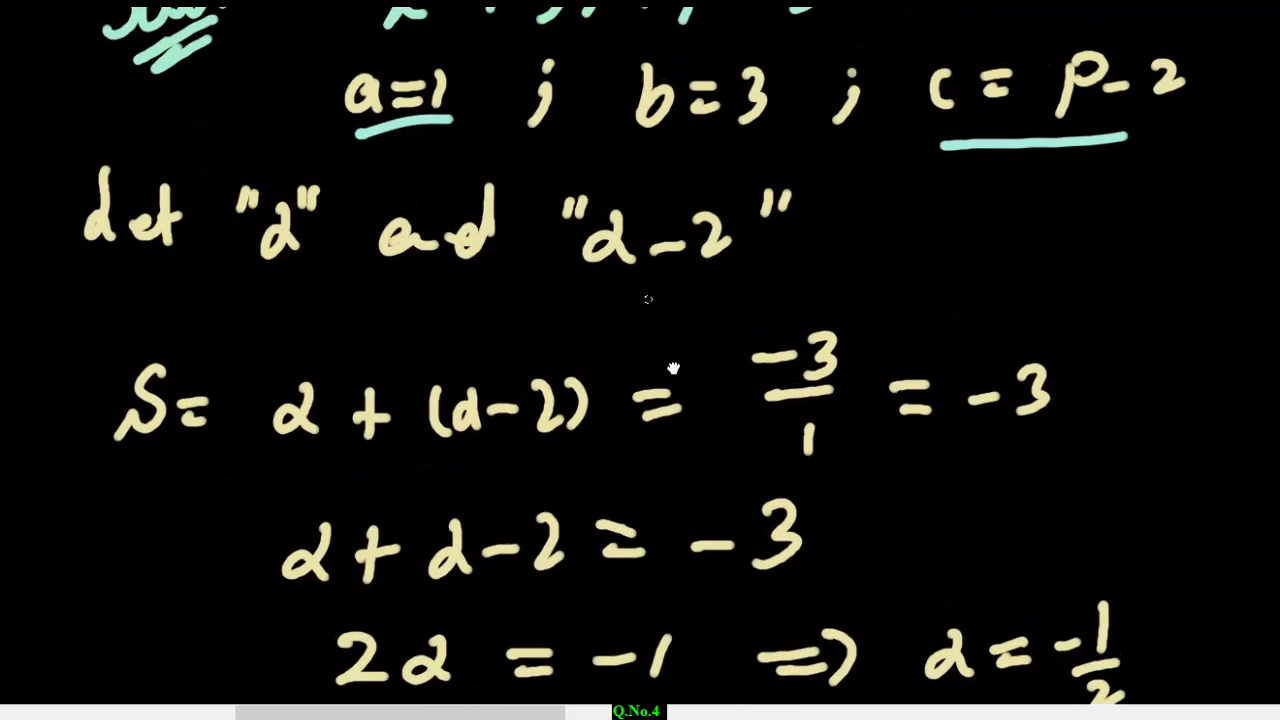 a=1 ; b=3 ; c= p-2
Let "α" and "α-2"
S= α + (α-2) = -3/1 = -3
α + α - 2 = -3
2α = -1 => α = -1/2
Q.No.4